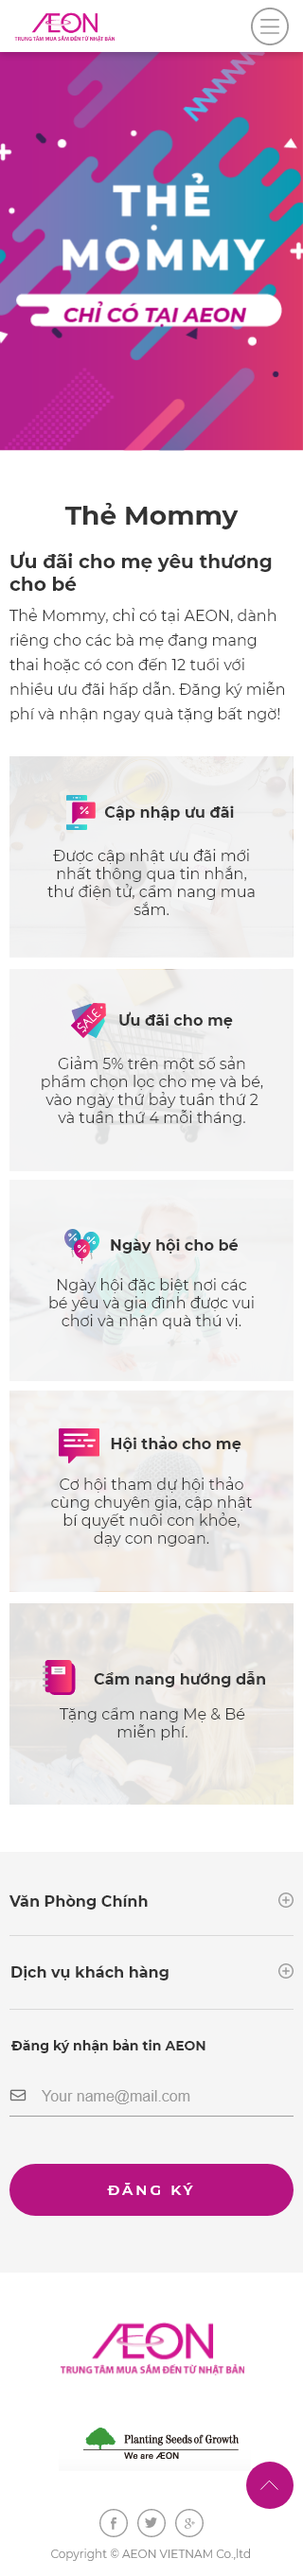 ÆON
TRUNG TÂM MUA SẮM ĐẾN TỪ NHẬT BẢN
THẺ
MOMMY
CHỈ CÓ TẠI AEON
Thẻ Mommy
Ưu đãi cho mẹ yêu thương
cho bé
Thẻ Mommy, chỉ có tại AEON, dành
riêng cho các bà mẹ đang mang
thai hoặc có con đến 12 tuổi với
nhiều ưu đãi hấp dẫn. Đăng ký miễn
phí và nhận ngay quà tặng bất ngờ!
Cập nhập ưu đãi
Được cập nhật ưu đãi mới
nhất thông qua tin nhắn,
thư điện tử, cẩm nang mua
sắm.
SALE
Ưu đãi cho mẹ
Giảm 5% trên một số sản
phẩm chọn lọc cho mẹ và bé,
vào ngày thứ bảy tuần thứ 2
và tuần thứ 4 mỗi tháng.
Ngày hội cho bé
Ngày hội đặc biệt nơi các
bé yêu và gia đình được vui
chơi và nhận quà thú vị.
Hội thảo cho mẹ
Cơ hội tham dự hội thảo
cùng chuyên gia, cập nhật
bí quyết nuôi con khỏe,
dạy con ngoan.
Cẩm nang hướng dẫn
Tặng cẩm nang Mẹ & Bé
miễn phí.
Văn Phòng Chính
Dịch vụ khách hàng
Đăng ký nhận bản tin AEON
Your name@mail.com
ĐĂNG KÝ
ÆON
TRUNG TÂM MUA SẮM ĐẾN TỪ NHẬT BẢN
Planting Seeds of Growth
We are ÆON
Copyright © AEON VIETNAM Co.,ltd